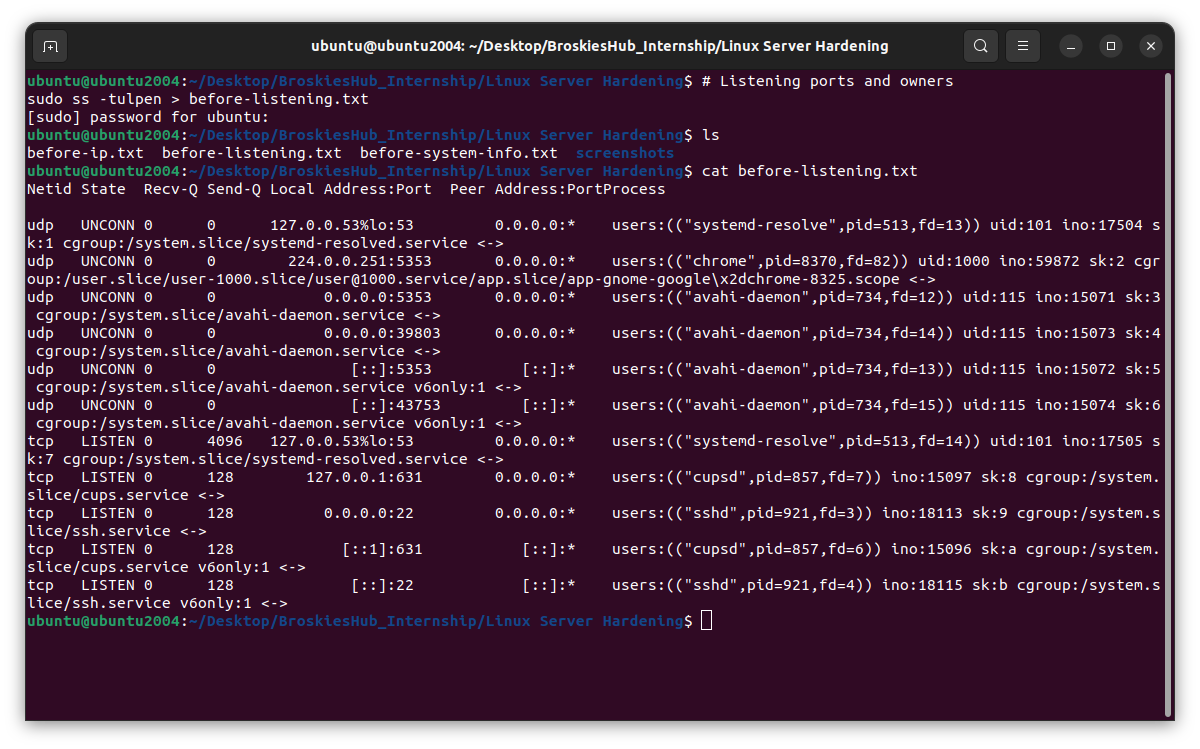 ubuntu@ubuntu2004: ~/Desktop/BroskiesHub_Internship/Linux Server Hardening
ubuntu@ubuntu2004:~/Desktop/BroskiesHub_Internship/Linux Server Hardening$ # Listening ports and owners
sudo ss -tulpen > before-listening.txt
[sudo] password for ubuntu:
ubuntu@ubuntu2004:~/Desktop/BroskiesHub_Internship/Linux Server Hardening$ ls
before-ip.txt  before-listening.txt  before-system-info.txt  screenshots
ubuntu@ubuntu2004:~/Desktop/BroskiesHub_Internship/Linux Server Hardening$ cat before-listening.txt
Netid State  Recv-Q Send-Q Local Address:Port  Peer Address:PortProcess
udp   UNCONN 0      0      127.0.0.53%lo:53         0.0.0.0:*    users:(("systemd-resolve",pid=513,fd=13)) uid:101 ino:17504 s
k:1 cgroup:/system.slice/systemd-resolved.service <->
udp   UNCONN 0      0        224.0.0.251:5353       0.0.0.0:*    users:(("chrome",pid=8370,fd=82)) uid:1000 ino:59872 sk:2 cgr
oup:/user.slice/user-1000.slice/user@1000.service/app.slice/app-gnome-google\x2dchrome-8325.scope <->
udp   UNCONN 0      0            0.0.0.0:5353       0.0.0.0:*    users:(("avahi-daemon",pid=734,fd=12)) uid:115 ino:15071 sk:3
 cgroup:/system.slice/avahi-daemon.service <->
udp   UNCONN 0      0            0.0.0.0:39803      0.0.0.0:*    users:(("avahi-daemon",pid=734,fd=14)) uid:115 ino:15073 sk:4
 cgroup:/system.slice/avahi-daemon.service <->
udp   UNCONN 0      0               [::]:5353          [::]:*    users:(("avahi-daemon",pid=734,fd=13)) uid:115 ino:15072 sk:5
 cgroup:/system.slice/avahi-daemon.service v6only:1 <->
udp   UNCONN 0      0               [::]:43753         [::]:*    users:(("avahi-daemon",pid=734,fd=15)) uid:115 ino:15074 sk:6
 cgroup:/system.slice/avahi-daemon.service v6only:1 <->
tcp   LISTEN 0      4096   127.0.0.53%lo:53         0.0.0.0:*    users:(("systemd-resolve",pid=513,fd=14)) uid:101 ino:17505 s
k:7 cgroup:/system.slice/systemd-resolved.service <->
tcp   LISTEN 0      128        127.0.0.1:631        0.0.0.0:*    users:(("cupsd",pid=857,fd=7)) ino:15097 sk:8 cgroup:/system.
slice/cups.service <->
tcp   LISTEN 0      128          0.0.0.0:22         0.0.0.0:*    users:(("sshd",pid=921,fd=3)) ino:18113 sk:9 cgroup:/system.s
lice/ssh.service <->
tcp   LISTEN 0      128            [::1]:631           [::]:*    users:(("cupsd",pid=857,fd=6)) ino:15096 sk:a cgroup:/system.
slice/cups.service v6only:1 <->
tcp   LISTEN 0      128             [::]:22            [::]:*    users:(("sshd",pid=921,fd=4)) ino:18115 sk:b cgroup:/system.s
lice/ssh.service v6only:1 <->
ubuntu@ubuntu2004:~/Desktop/BroskiesHub_Internship/Linux Server Hardening$